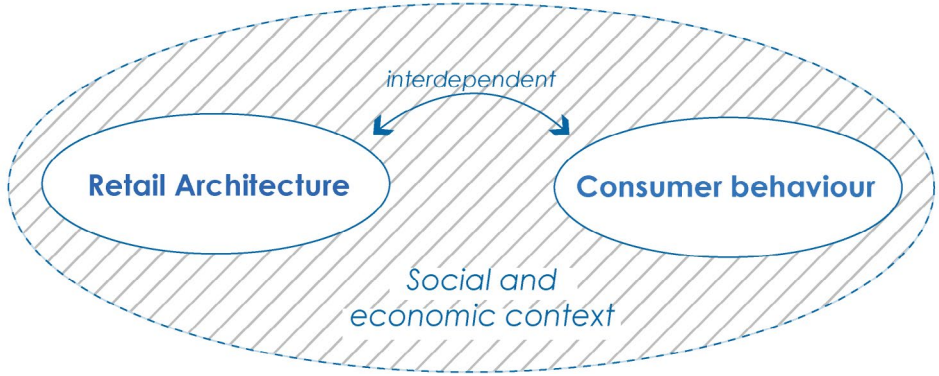 interdependent
Retail Architecture
Consumer behaviour
Social and
economic context